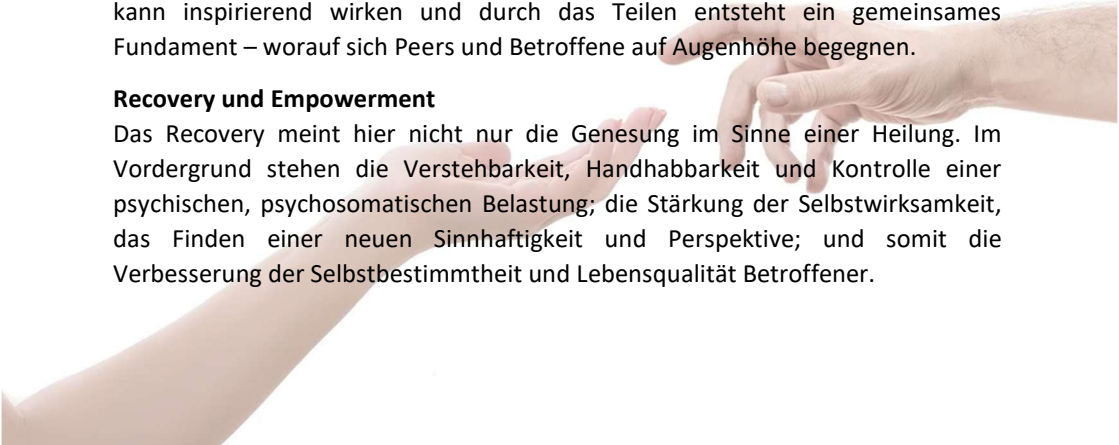 kann inspirierend wirken und durch das Teilen entsteht ein gemeinsames
Fundament – worauf sich Peers und Betroffene auf Augenhöhe begegnen.
Recovery und Empowerment
Das Recovery meint hier nicht nur die Genesung im Sinne einer Heilung. Im
Vordergrund stehen die Verstehbarkeit, Handhabbarkeit und Kontrolle einer
psychischen, psychosomatischen Belastung; die Stärkung der Selbstwirksamkeit,
das Finden einer neuen Sinnhaftigkeit und Perspektive; und somit die
Verbesserung der Selbstbestimmtheit und Lebensqualität Betroffener.